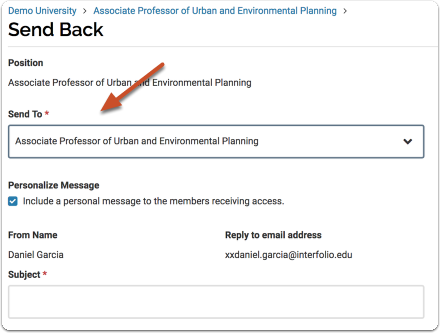 Demo University > Associate Professor of Urban and Environmental Planning >
Send Back
Position
Associate Professor of Urban and Environmental Planning
Send To *
Associate Professor of Urban and Environmental Planning
Personalize Message
Include a personal message to the members receiving access.
From Name Reply to email address
Daniel Garcia xxdaniel.garcia@interfolio.edu
Subject *